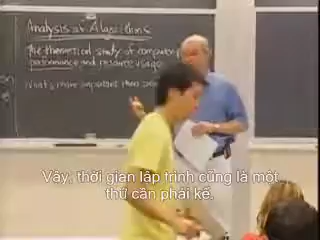 Analysis of Algorithms
The theoretical study of computer
performance and resource usage
What's more important than
Vậy, thời gian lập trình cũng là một
thứ cần phải kể.